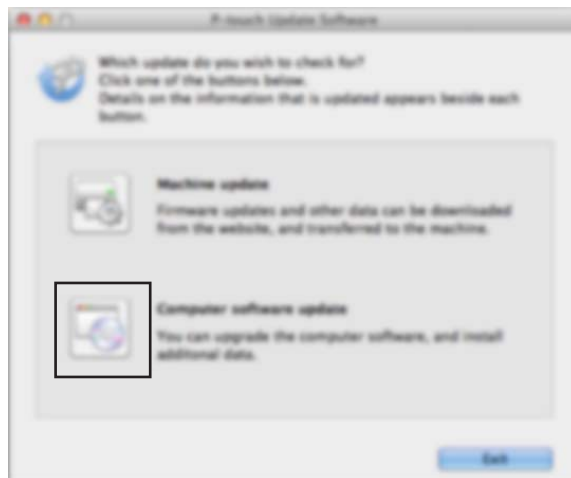 P-touch Update Software
Which update do you wish to check for?
Click one of the buttons below.
Details on the information that is updated appears beside each
button.
Machine update
Firmware updates and other data can be downloaded
from the website, and transferred to the machine.
Computer software update
You can upgrade the computer software, and install
additonal data.
Exit